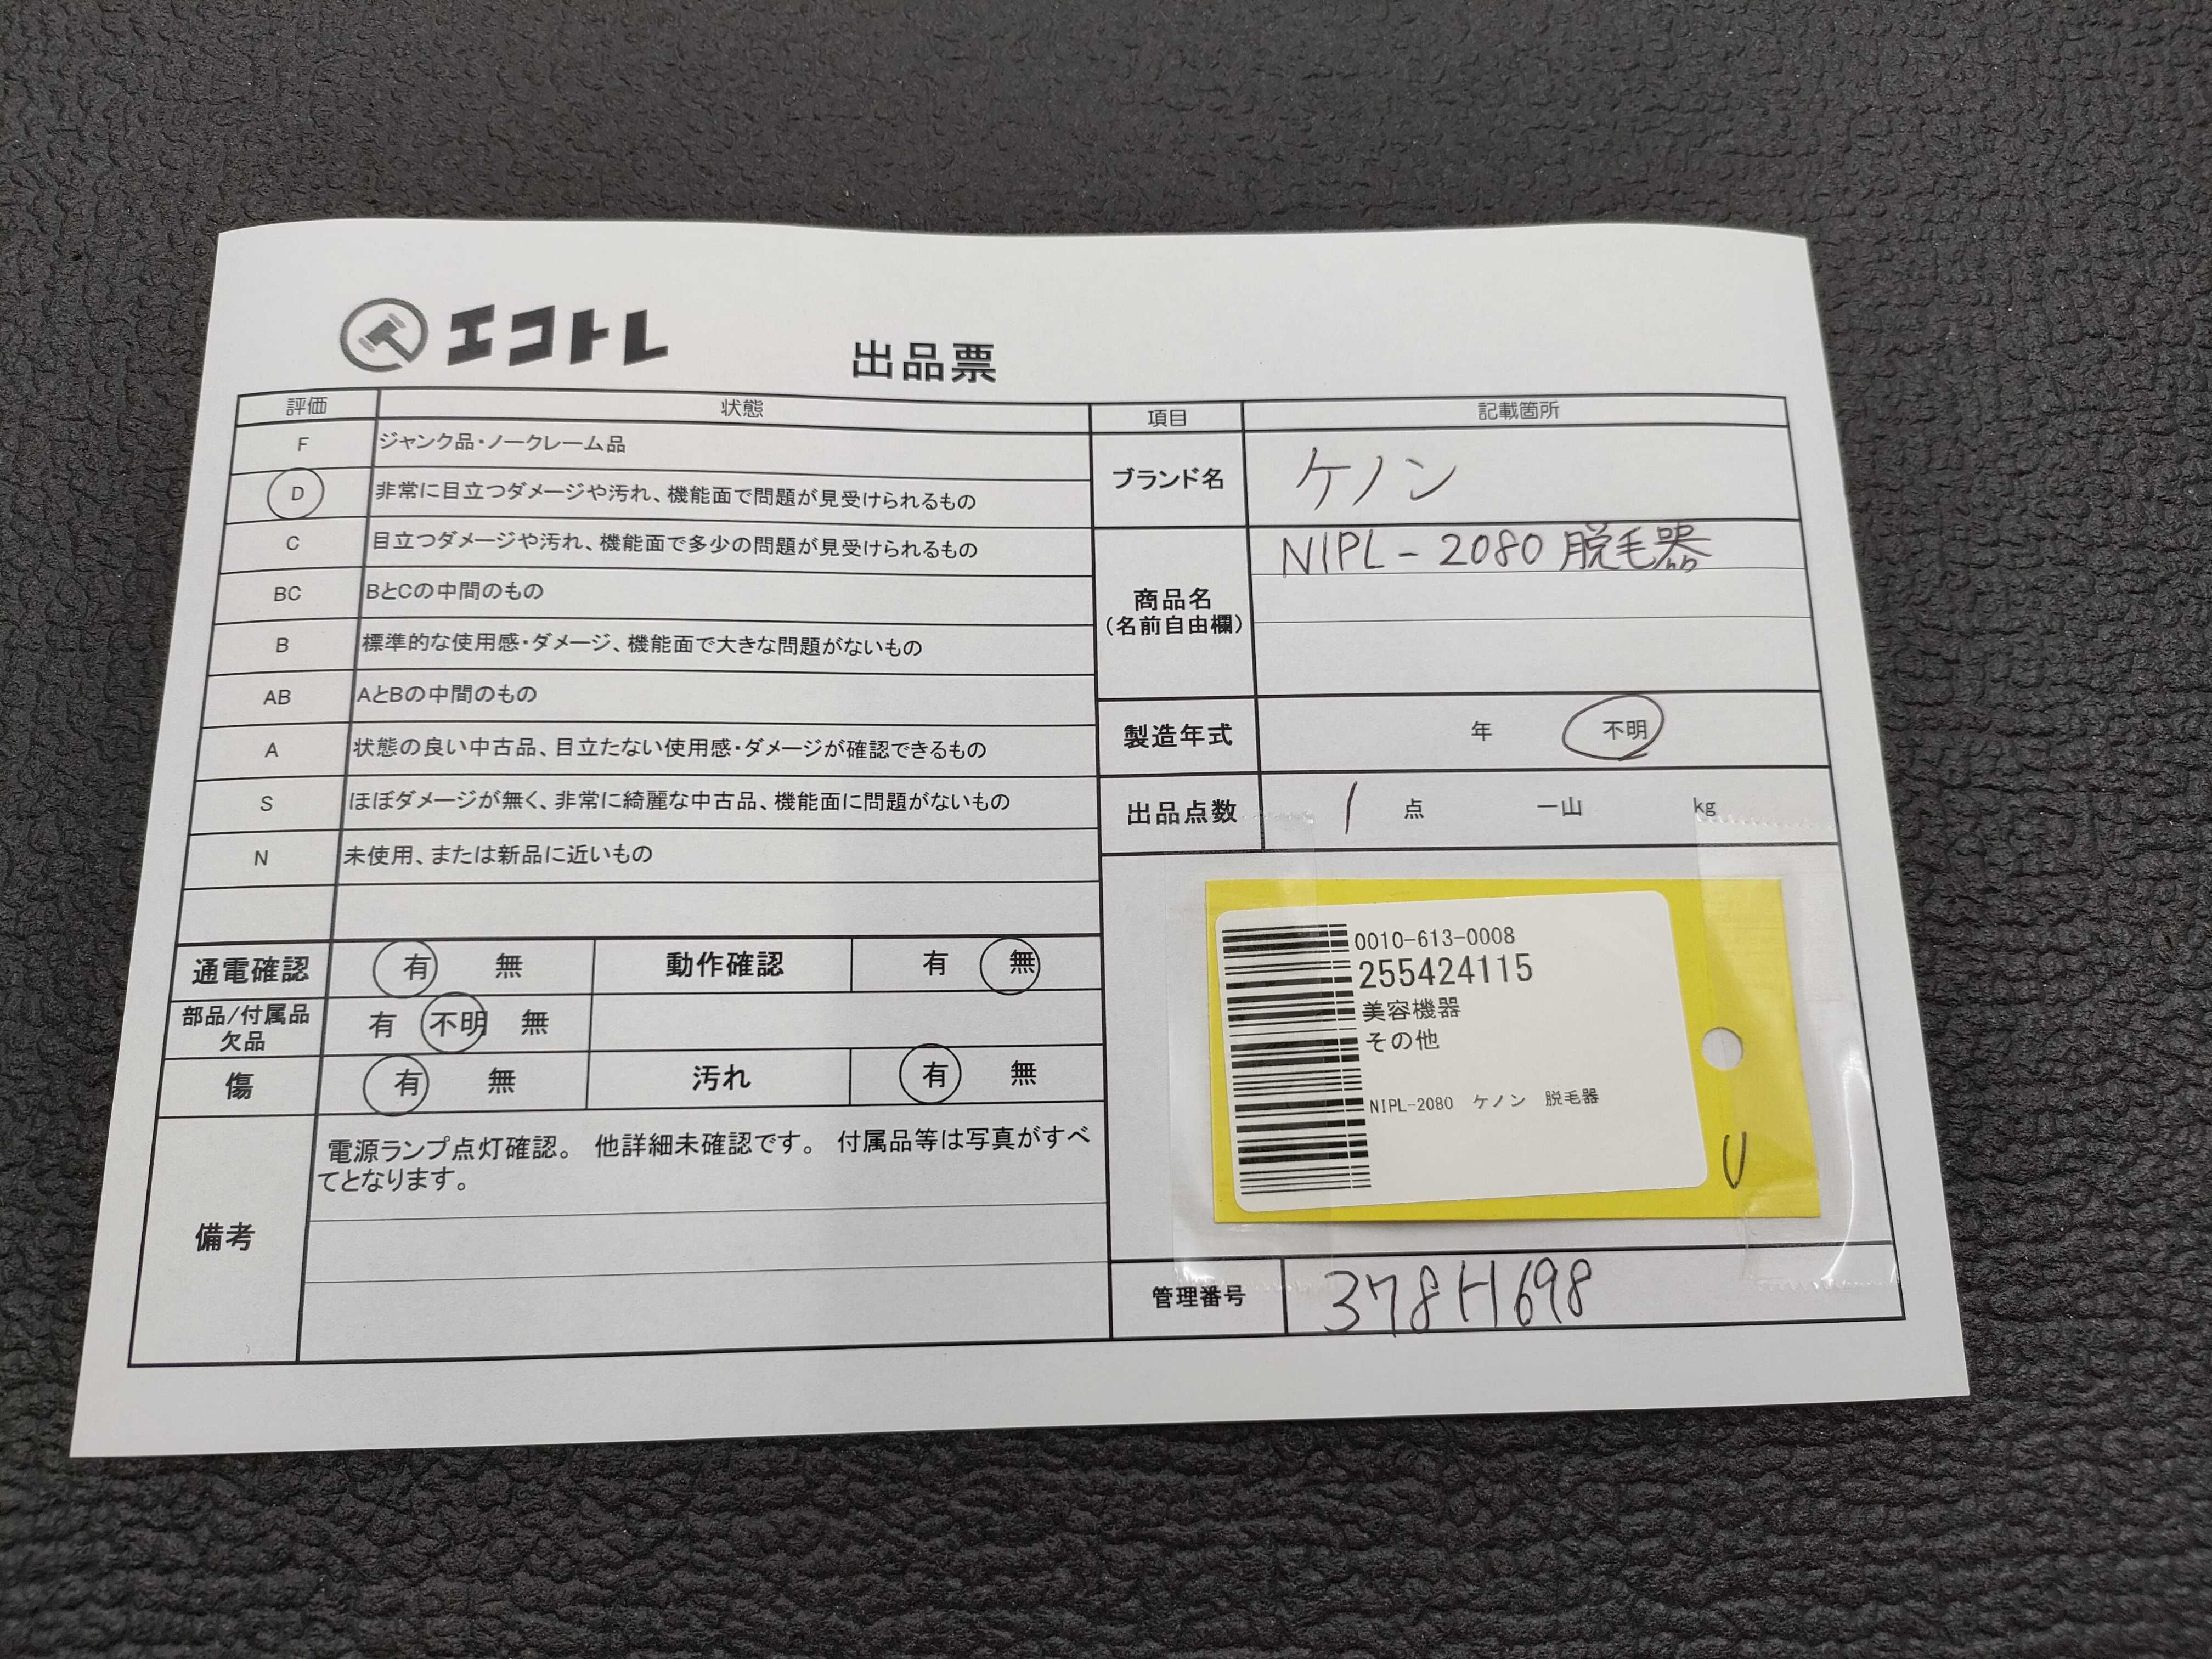 エコトレ
出品票
評価 状態
F ジャンク品・ノークレーム品
D 非常に目立つダメージや汚れ、機能面で問題が見受けられるもの
C 目立つダメージや汚れ、機能面で多少の問題が見受けられるもの
BC BとCの中間のもの
B 標準的な使用感・ダメージ、機能面で大きな問題がないもの
AB AとBの中間のもの
A 状態の良い中古品、目立たない使用感・ダメージが確認できるもの
S ほぼダメージが無く、非常に綺麗な中古品、機能面に問題がないもの
N 未使用、または新品に近いもの
通電確認 有 無 動作確認 有 無
部品/付属品
欠品
有 不明 無
傷 有 無 汚れ 有 無
備考
電源ランプ点灯確認。 他詳細未確認です。 付属品等は写真がすべ
てとなります。
項目 記載箇所
ブランド名 ケノン
商品名
(名前自由欄)
NIPL-2080 脱毛器
製造年式 年 不明
出品点数 1 点 一山 kg
0010-613-0008
255424115
美容機器
その他
NIPL-2080 ケノン 脱毛器
U
管理番号 378H698